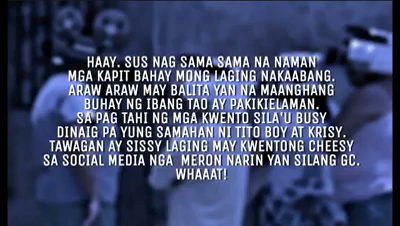 HAAY. SUS NAG SAMA SAMA NA NAMAN
MGA KAPIT BAHAY MONG LAGING NAKAABANG.
ARAW ARAW MAY BALITA YAN NA MAANGHANG
BUHAY NG IBANG TAO AY PAKIKIELAMAN.
SA PAG TAHI NG MGA KWENTO SILA'U BUSY
DINAIG PA YUNG SAMAHAN NI TITO BOY AT KRISY.
TAWAGAN AY SISSY LAGING MAY KWENTONG CHEESY
SA SOCIAL MEDIA NGA MERON NARIN YAN SILANG GC.
WHAAAT!